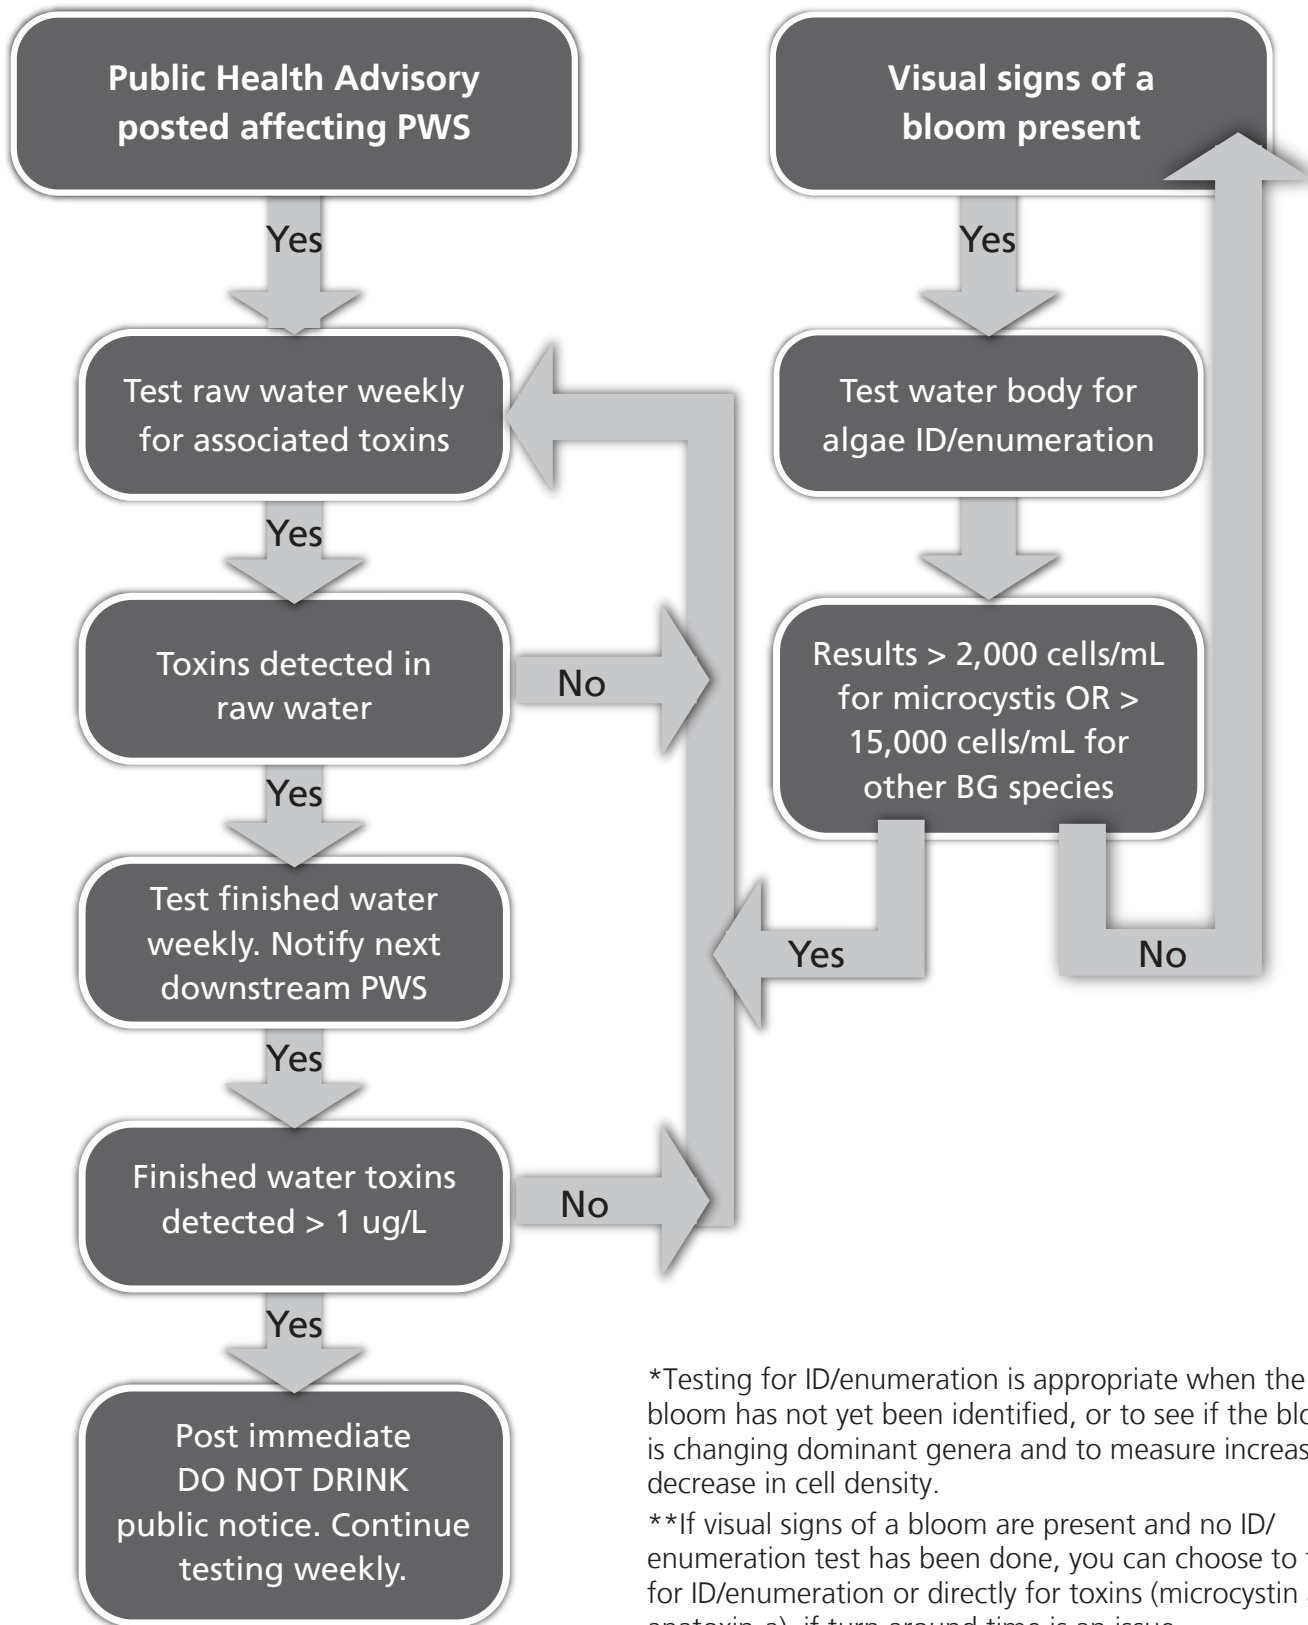 Public Health Advisory
posted affecting PWS
Yes
Test raw water weekly
for associated toxins
Yes
Toxins detected in
raw water
No
Yes
Test finished water
weekly. Notify next
downstream PWS
Yes
Finished water toxins
detected > 1 ug/L
No
Yes
Post immediate
DO NOT DRINK
public notice. Continue
testing weekly.
Visual signs of a
bloom present
Yes
Test water body for
algae ID/enumeration
Results > 2,000 cells/mL
for microcystis OR >
15,000 cells/mL for
other BG species
Yes
No
*Testing for ID/enumeration is appropriate when the
bloom has not yet been identified, or to see if the
is changing dominant genera and to measure
decrease in cell density.
**If visual signs of a bloom are present and no ID/
enumeration test has been done, you can choose to
for ID/enumeration or directly for toxins (microcystin
if turn around time is an issue